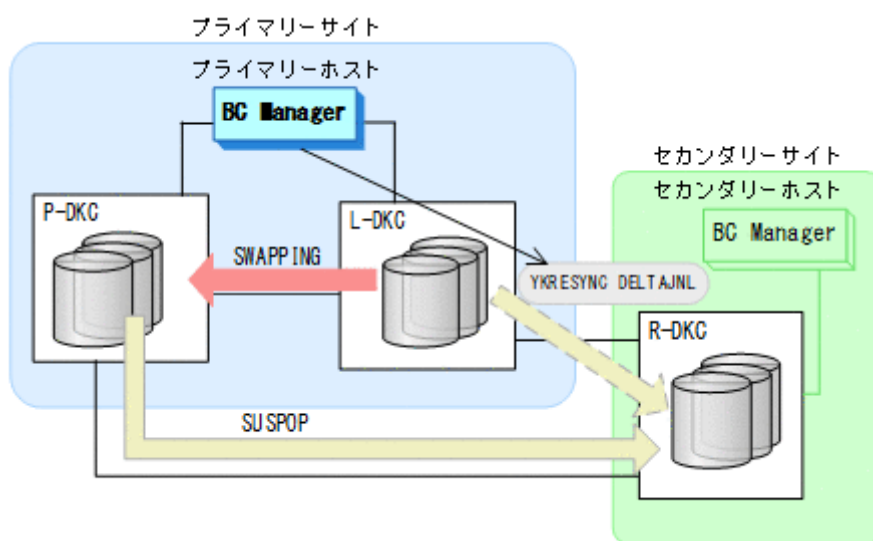 プライマリーサイト
プライマリーホスト
BC Manager
セカンダリーサイト
セカンダリーホスト
P-DKC
L-DKC
BC Manager
SWAPPING
YKRESYNC DELTAJNL
R-DKC
SUSPOP